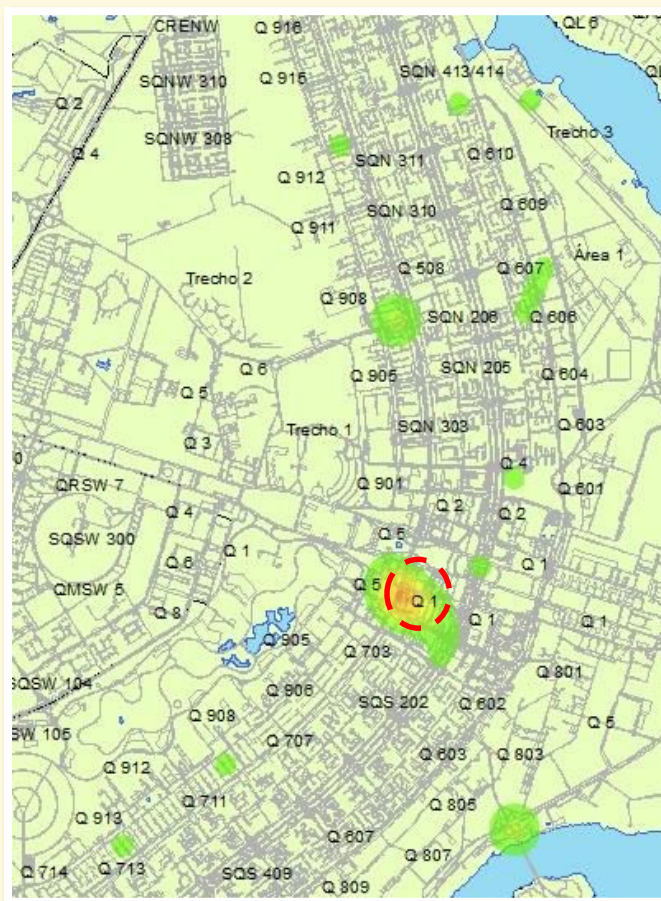 CRENW
Q 916
QL 6
SQNW 310
Q 915
SQN 413/414
Q 2
SQNW 308
Trecho 3
Q 4
SQN 311
Q 610
Q 912
SQN 310
Q 609
Q 911
Área 1
Q 508
Q 607
Trecho 2
Q 908
SQN 206
Q 606
Q 6
Q 905
SQN 205
Q 604
Q 5
Trecho 1
SQN 303
Q 603
Q 3
Q 4
QRSW 7
Q 901
Q 601
Q 4
Q 2
Q 2
SQSW 300
Q 5
Q 1
Q 6
Q 1
QMSW 5
Q 5
Q 1
Q 8
Q 1
Q 1
Q 905
Q 703
Q 801
SQSW 104
Q 906
SQS 202
Q 602
Q 908
Q 5
SW 105
Q 707
Q 603
Q 803
Q 912
Q 711
Q 805
Q 913
Q 607
Q 807
Q 714
Q 713
SQS 409
Q 809